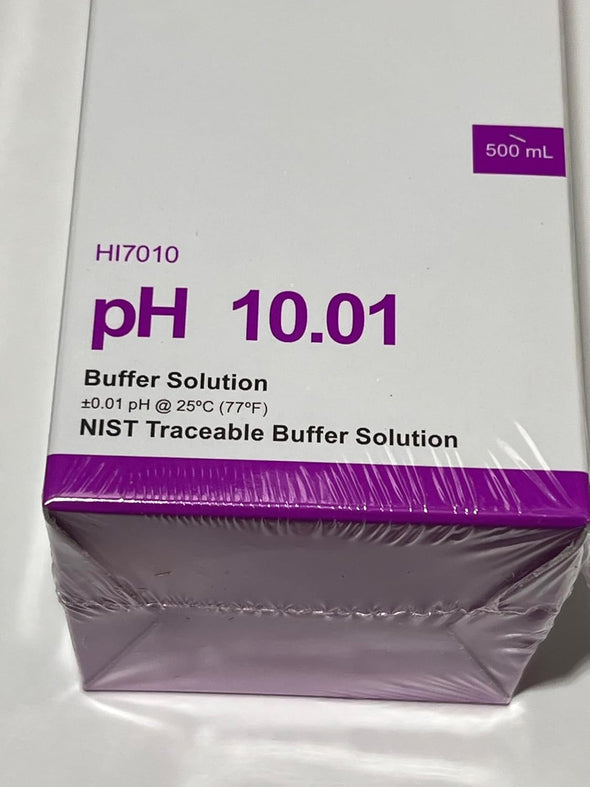 500 mL
HI7010
pH 10.01
Buffer Solution
±0.01 pH @ 25ºC (77ºF)
NIST Traceable Buffer Solution